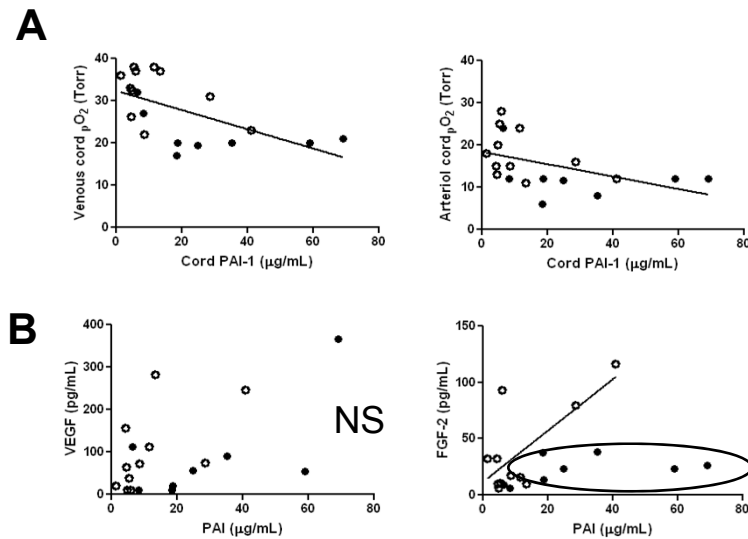 A
Venous cord pO2 (Torr)
40
30
20
10
0
0 20 40 60 80
Cord PAI-1 (μg/mL)
Arteriol cord pO2 (Torr)
40
30
20
10
0
0 20 40 60 80
Cord PAI-1 (μg/mL)
B
VEGF (pg/mL)
400
300
200
100
0
0 20 40 60 80
PAI (μg/mL)
NS
FGF-2 (pg/mL)
150
100
50
0
0 20 40 60 80
PAI (μg/mL)